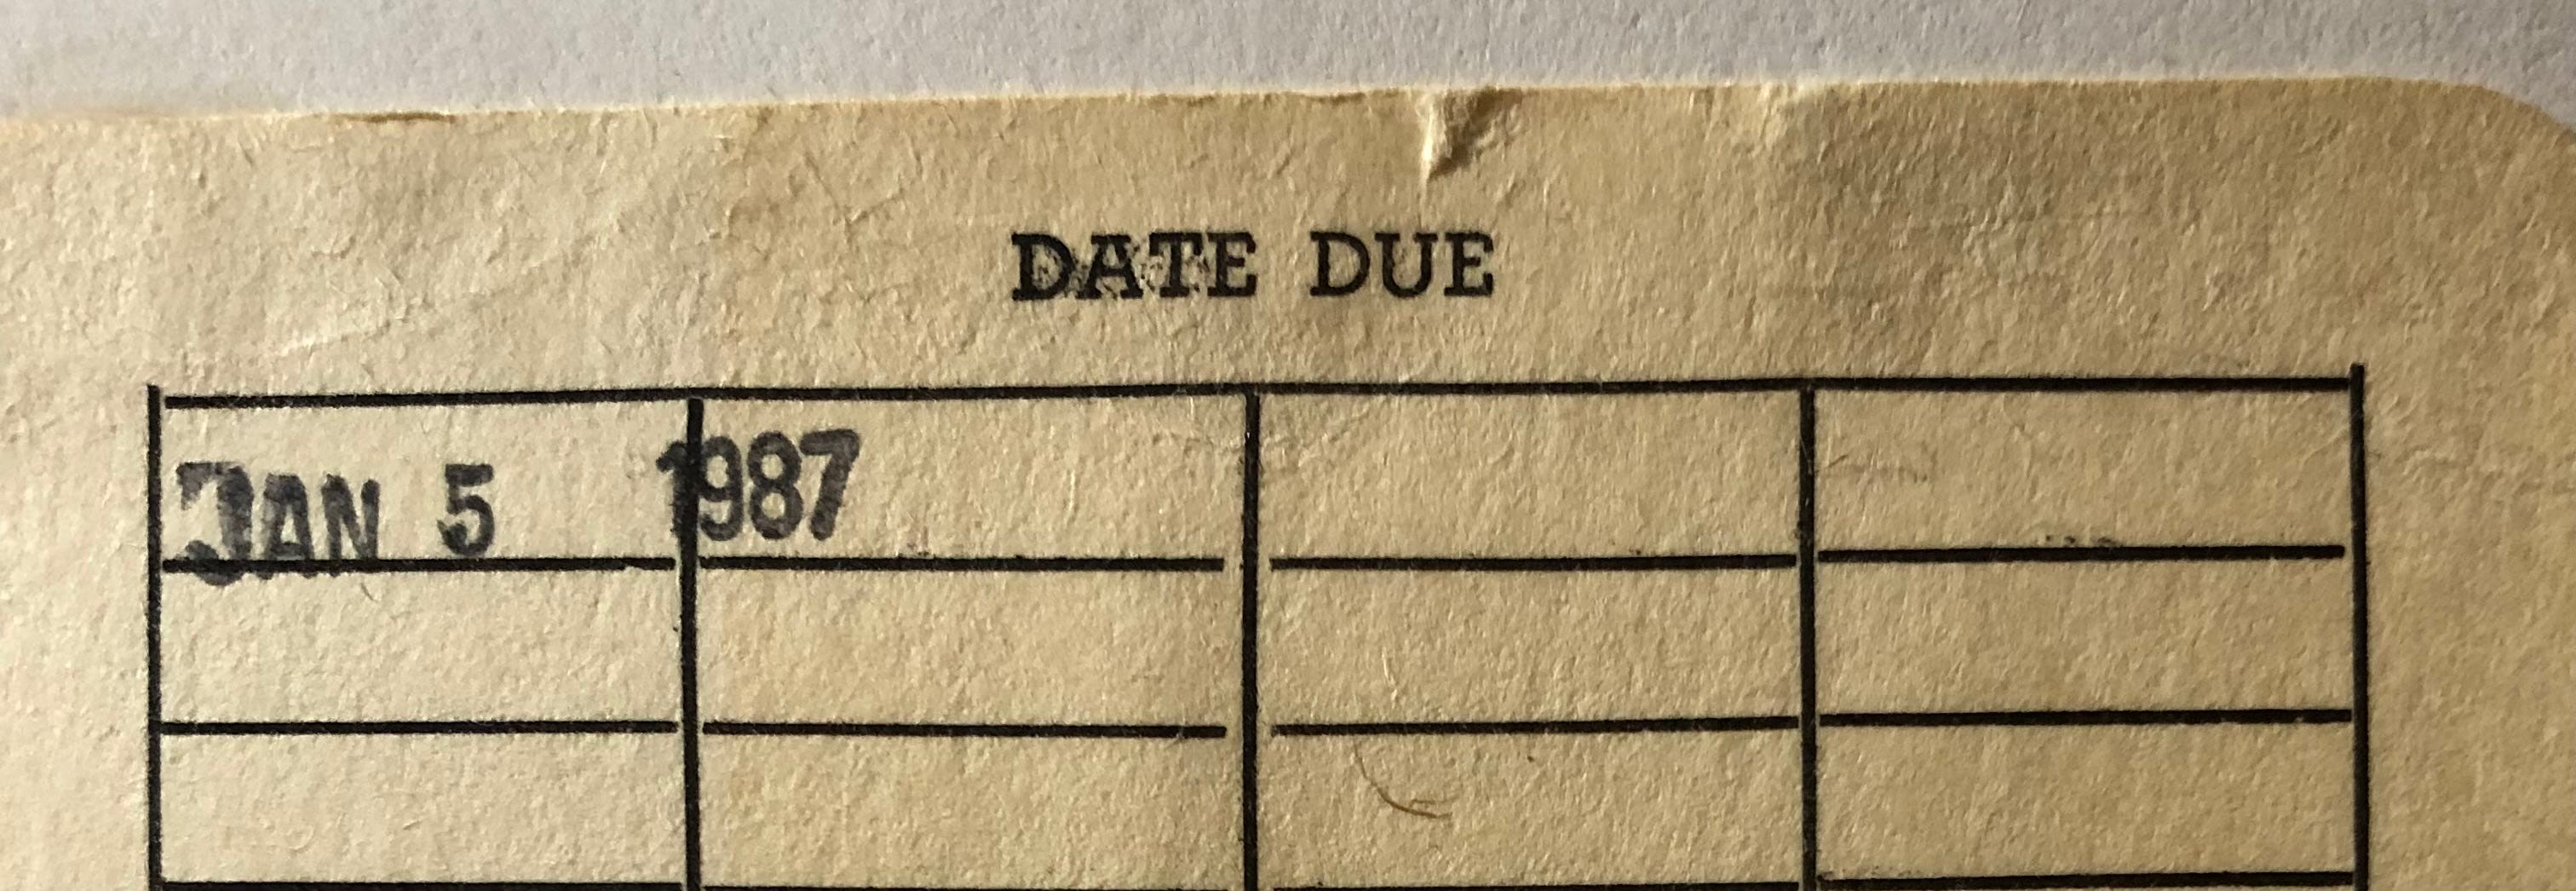 DATE DUE
JAN 5 1987